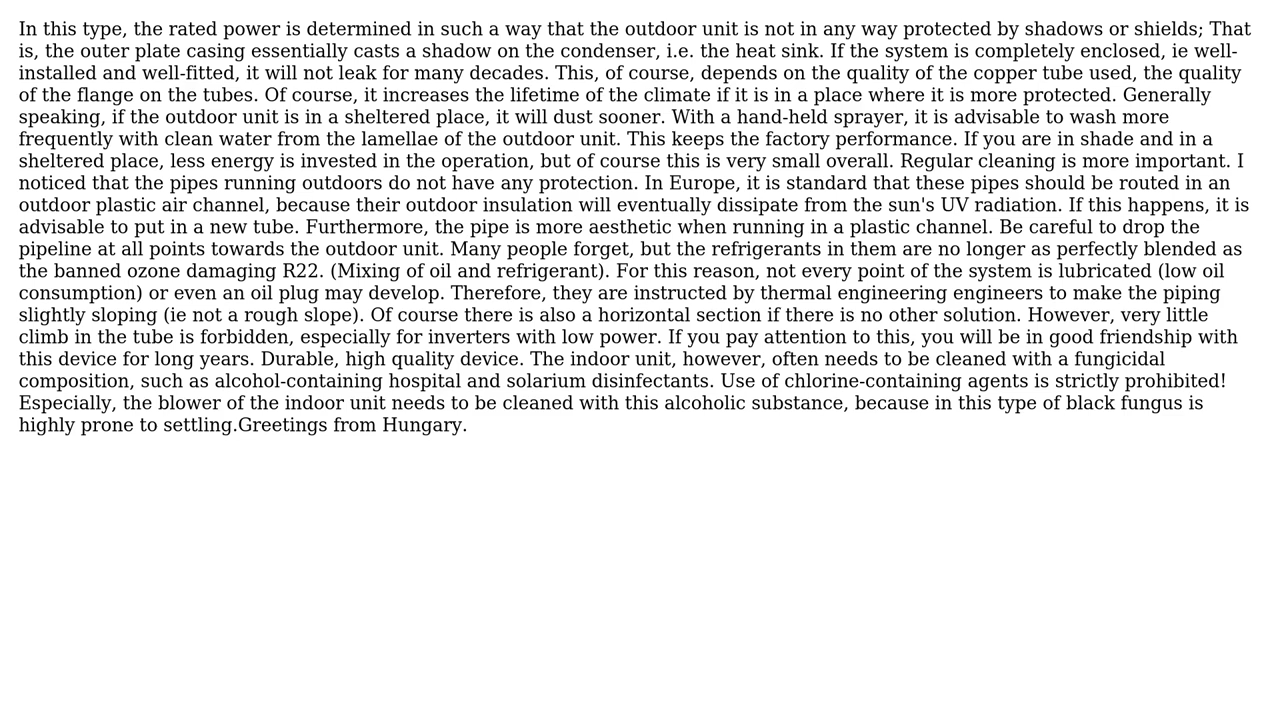 In this type, the rated power is determined in such a way that the outdoor unit is not in any way protected by shadows or shields; That
is, the outer plate casing essentially casts a shadow on the condenser, i.e. the heat sink. If the system is completely enclosed, ie well-
installed and well-fitted, it will not leak for many decades. This, of course, depends on the quality of the copper tube used, the quality
of the flange on the tubes. Of course, it increases the lifetime of the climate if it is in a place where it is more protected. Generally
speaking, if the outdoor unit is in a sheltered place, it will dust sooner. With a hand-held sprayer, it is advisable to wash more
frequently with clean water from the lamellae of the outdoor unit. This keeps the factory performance. If you are in shade and in a
sheltered place, less energy is invested in the operation, but of course this is very small overall. Regular cleaning is more important. I
noticed that the pipes running outdoors do not have any protection. In Europe, it is standard that these pipes should be routed in an
outdoor plastic air channel, because their outdoor insulation will eventually dissipate from the sun's UV radiation. If this happens, it is
advisable to put in a new tube. Furthermore, the pipe is more aesthetic when running in a plastic channel. Be careful to drop the
pipeline at all points towards the outdoor unit. Many people forget, but the refrigerants in them are no longer as perfectly blended as
the banned ozone damaging R22. (Mixing of oil and refrigerant). For this reason, not every point of the system is lubricated (low oil
consumption) or even an oil plug may develop. Therefore, they are instructed by thermal engineering engineers to make the piping
slightly sloping (ie not a rough slope). Of course there is also a horizontal section if there is no other solution. However, very little
climb in the tube is forbidden, especially for inverters with low power. If you pay attention to this, you will be in good friendship with
this device for long years. Durable, high quality device. The indoor unit, however, often needs to be cleaned with a fungicidal
composition, such as alcohol-containing hospital and solarium disinfectants. Use of chlorine-containing agents is strictly prohibited!
Especially, the blower of the indoor unit needs to be cleaned with this alcoholic substance, because in this type of black fungus is
highly prone to settling.Greetings from Hungary.